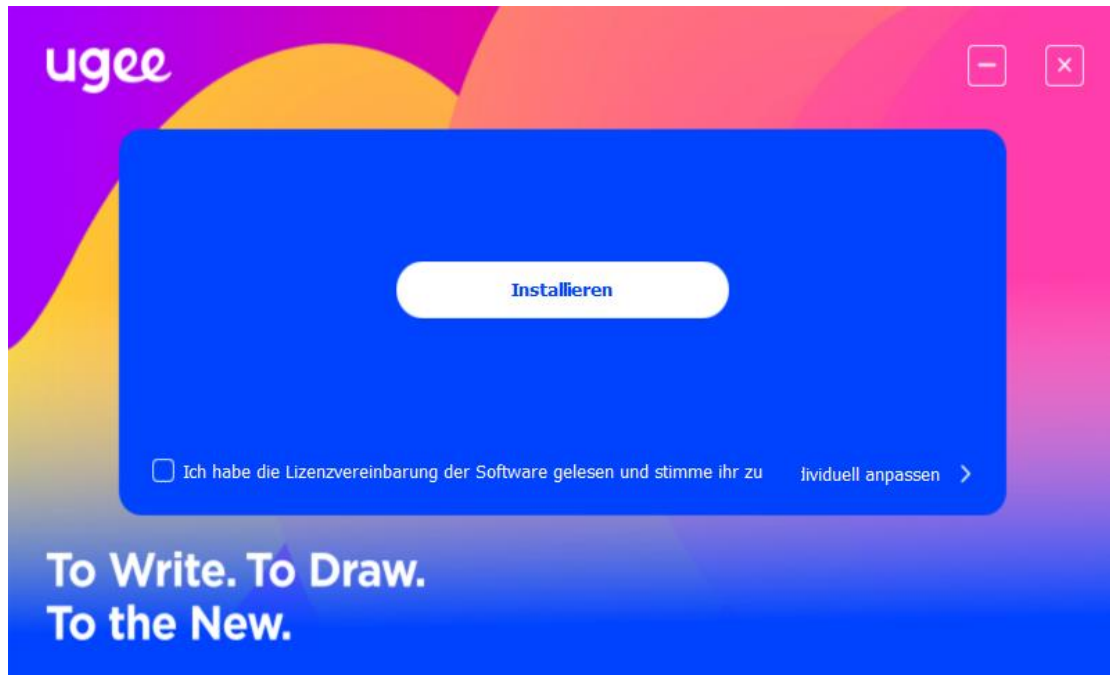 ugee
Installieren
Ich habe die Lizenzvereinbarung der Software gelesen und stimme ihr zu
anpassen
To Write. To Draw.
To the New.